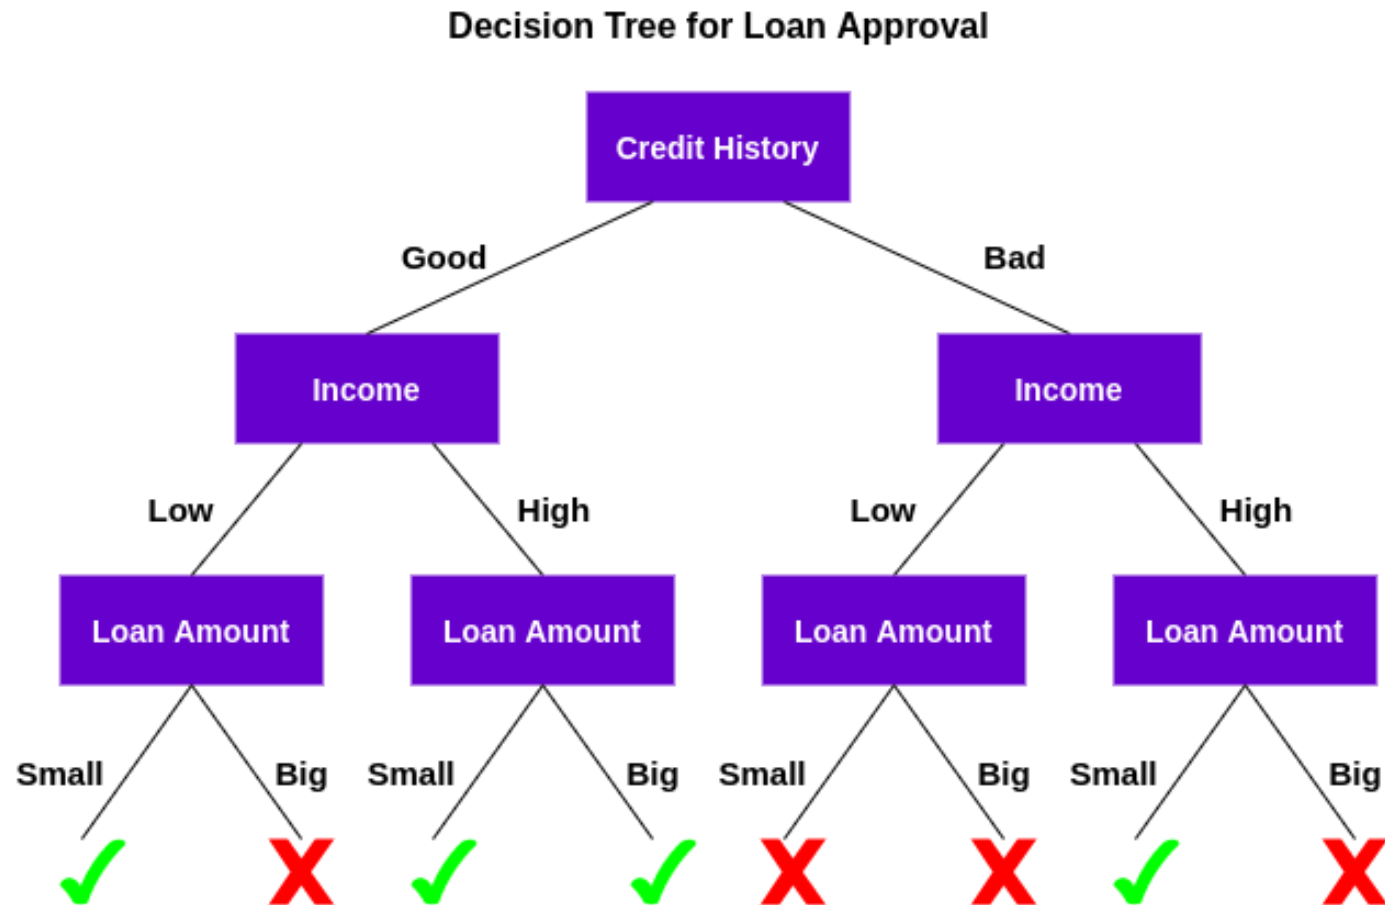 Decision Tree for Loan Approval
Credit History
Good
Bad
Income
Income
Low
High
Low
High
Loan Amount
Loan Amount
Loan Amount
Loan Amount
Small
Big
Small
Big
Small
Big
Small
Big